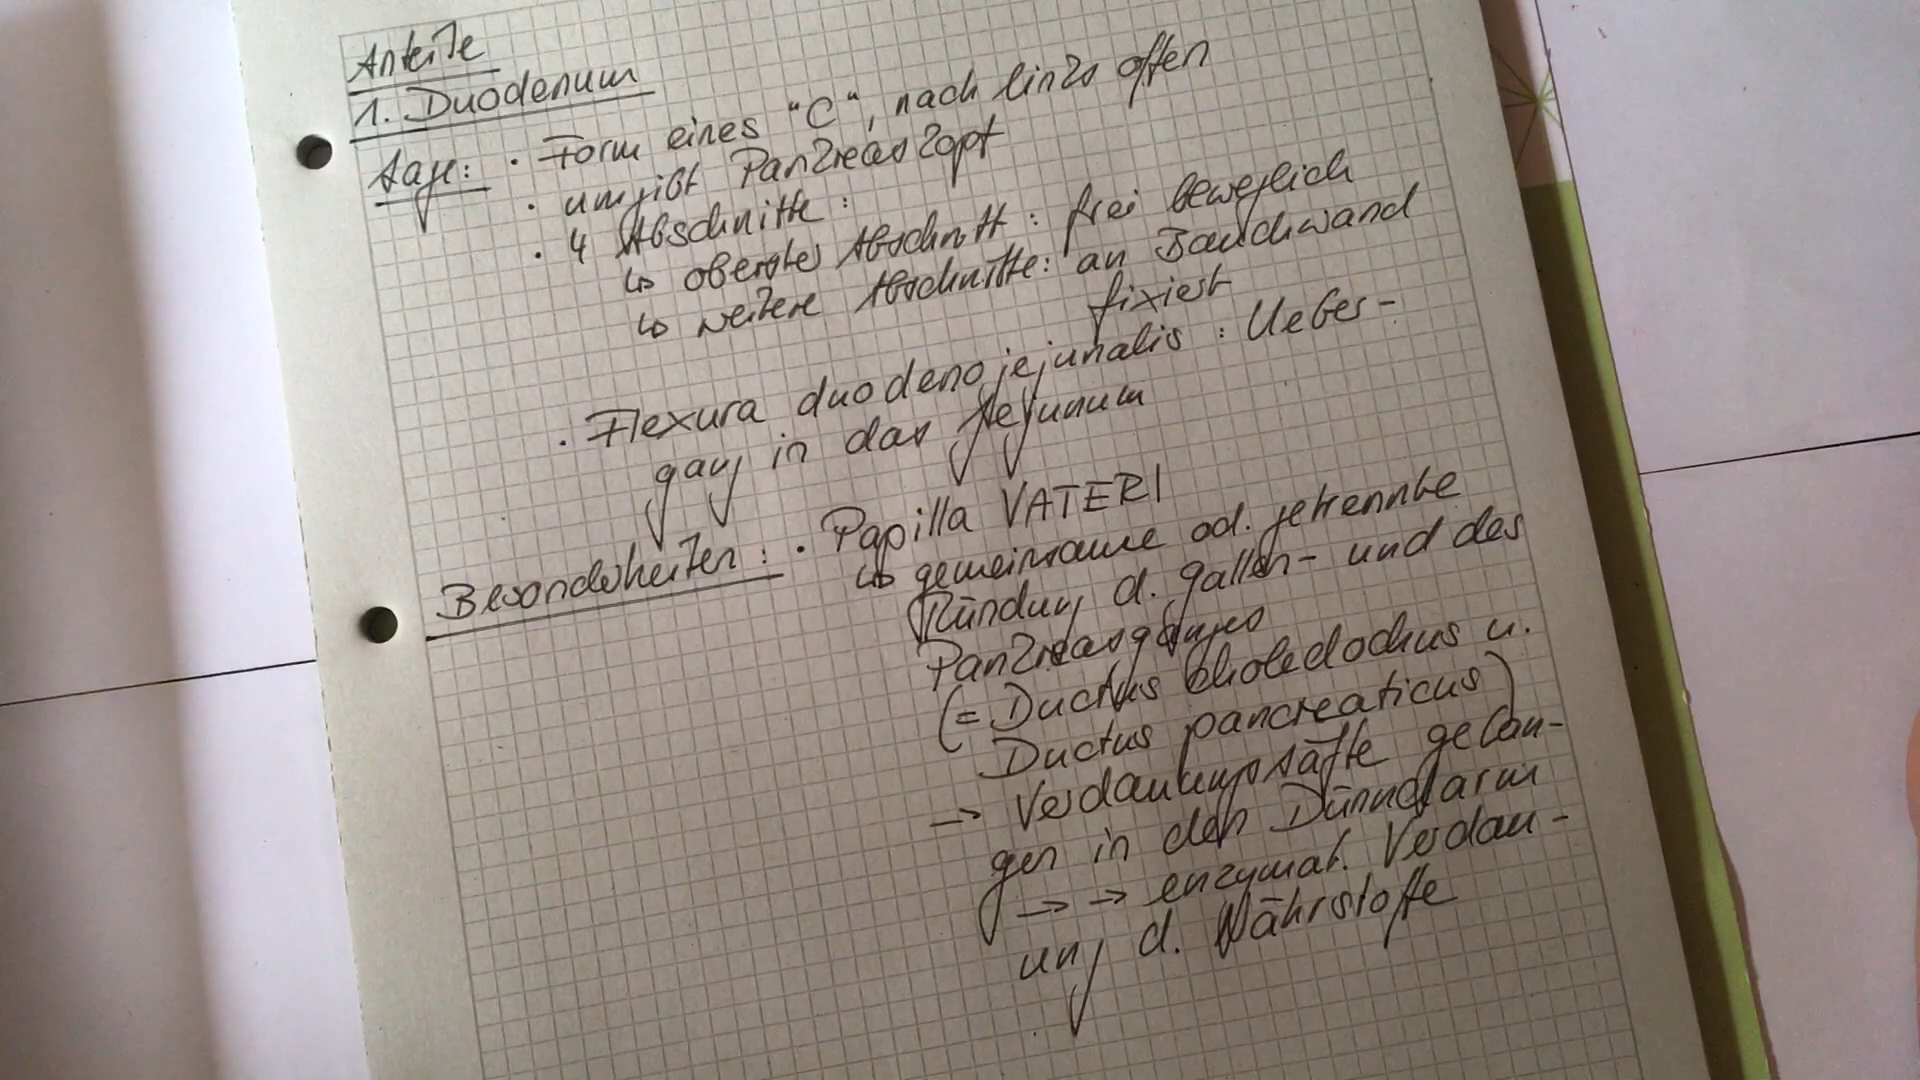 Anteile
1. Duodenum
Lage: · Form eines "C", nach links offen
· umgibt Pankreaskopf
· 4 Abschnitte:
↳ oberster Abschnitt: frei beweglich
↳ weitere Abschnitte: an Bauchwand
fixiert
· Flexura duodenojejunalis: Ueber-
gang in das Jejunum
Besonderheiten: · Papilla VATERI
↳ gemeinsame od. getrennte
Mündung d. Gallen- und des
Pankreasganges
(= Ductus choledochus u.
Ductus pancreaticus)
→ Verdauungssäfte gelan-
gen in den Dünndarm
→ → enzymat. Verdau-
ung d. Nährstoffe